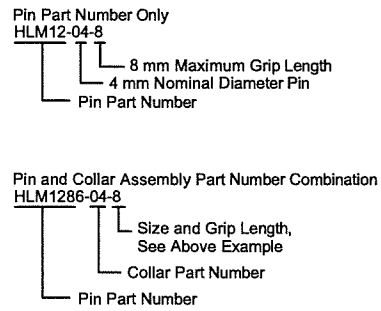 Pin Part Number Only
HLM12-04-8
8 mm Maximum Grip Length
4 mm Nominal Diameter Pin
Pin Part Number
Pin and Collar Assembly Part Number Combination
HLM1286-04-8
Size and Grip Length,
See Above Example
Collar Part Number
Pin Part Number